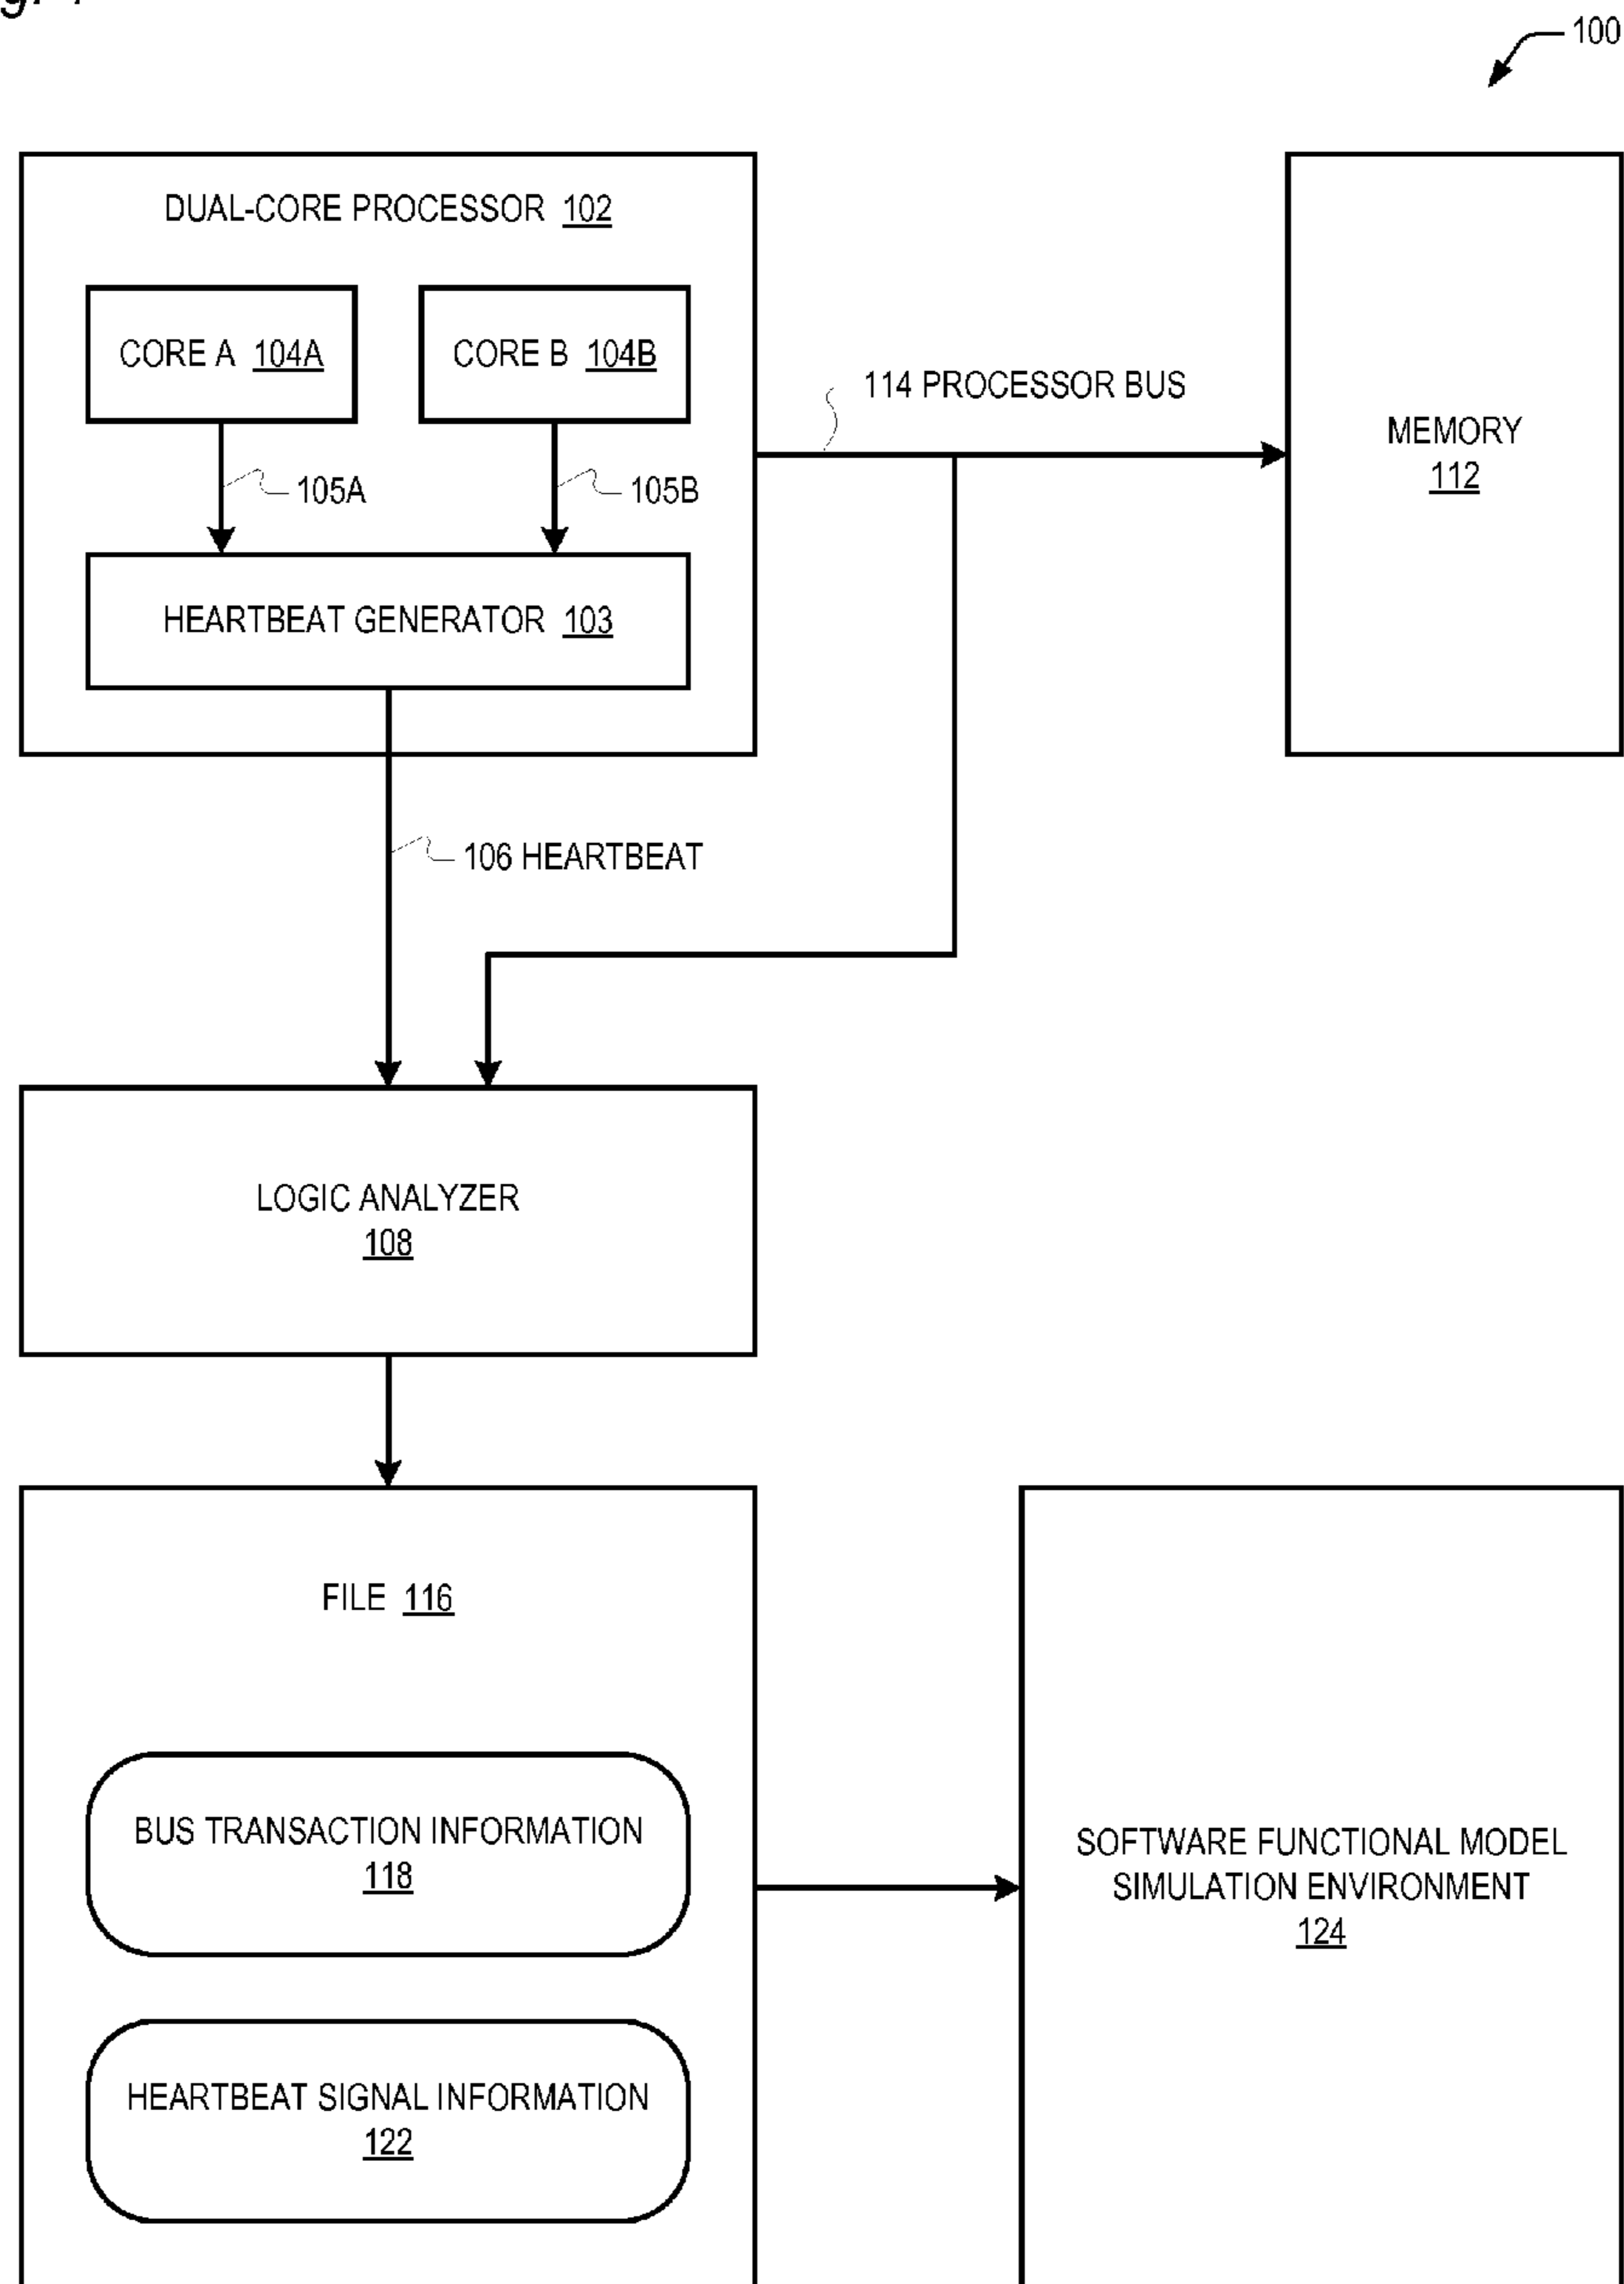 100
DUAL-CORE PROCESSOR 102
CORE A 104A
CORE B 104B
114 PROCESSOR BUS
MEMORY
112
105A
105B
HEARTBEAT GENERATOR 103
106 HEARTBEAT
LOGIC ANALYZER
108
FILE 116
BUS TRANSACTION INFORMATION
118
SOFTWARE FUNCTIONAL MODEL
SIMULATION ENVIRONMENT
124
HEARTBEAT SIGNAL INFORMATION
122